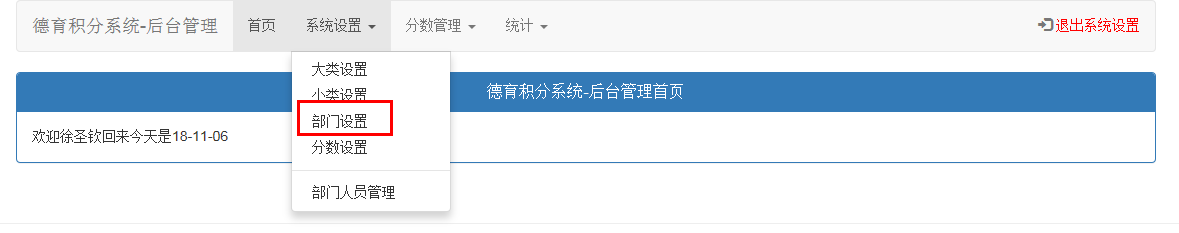 德育积分系统-后台管理 首页 系统设置 分数管理 统计 退出系统设置
大类设置
小类设置
德育积分系统-后台管理首页
部门设置
欢迎徐圣钦回来今天是18-11-06
分数设置
部门人员管理